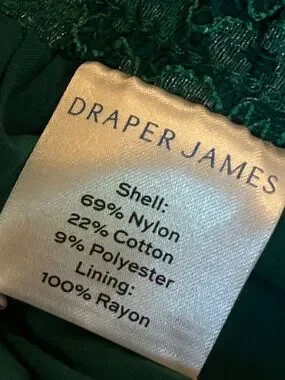 DRAPER JAMES
Shell:
69% Nylon
22% Cotton
9% Polyester
Lining:
100% Rayon